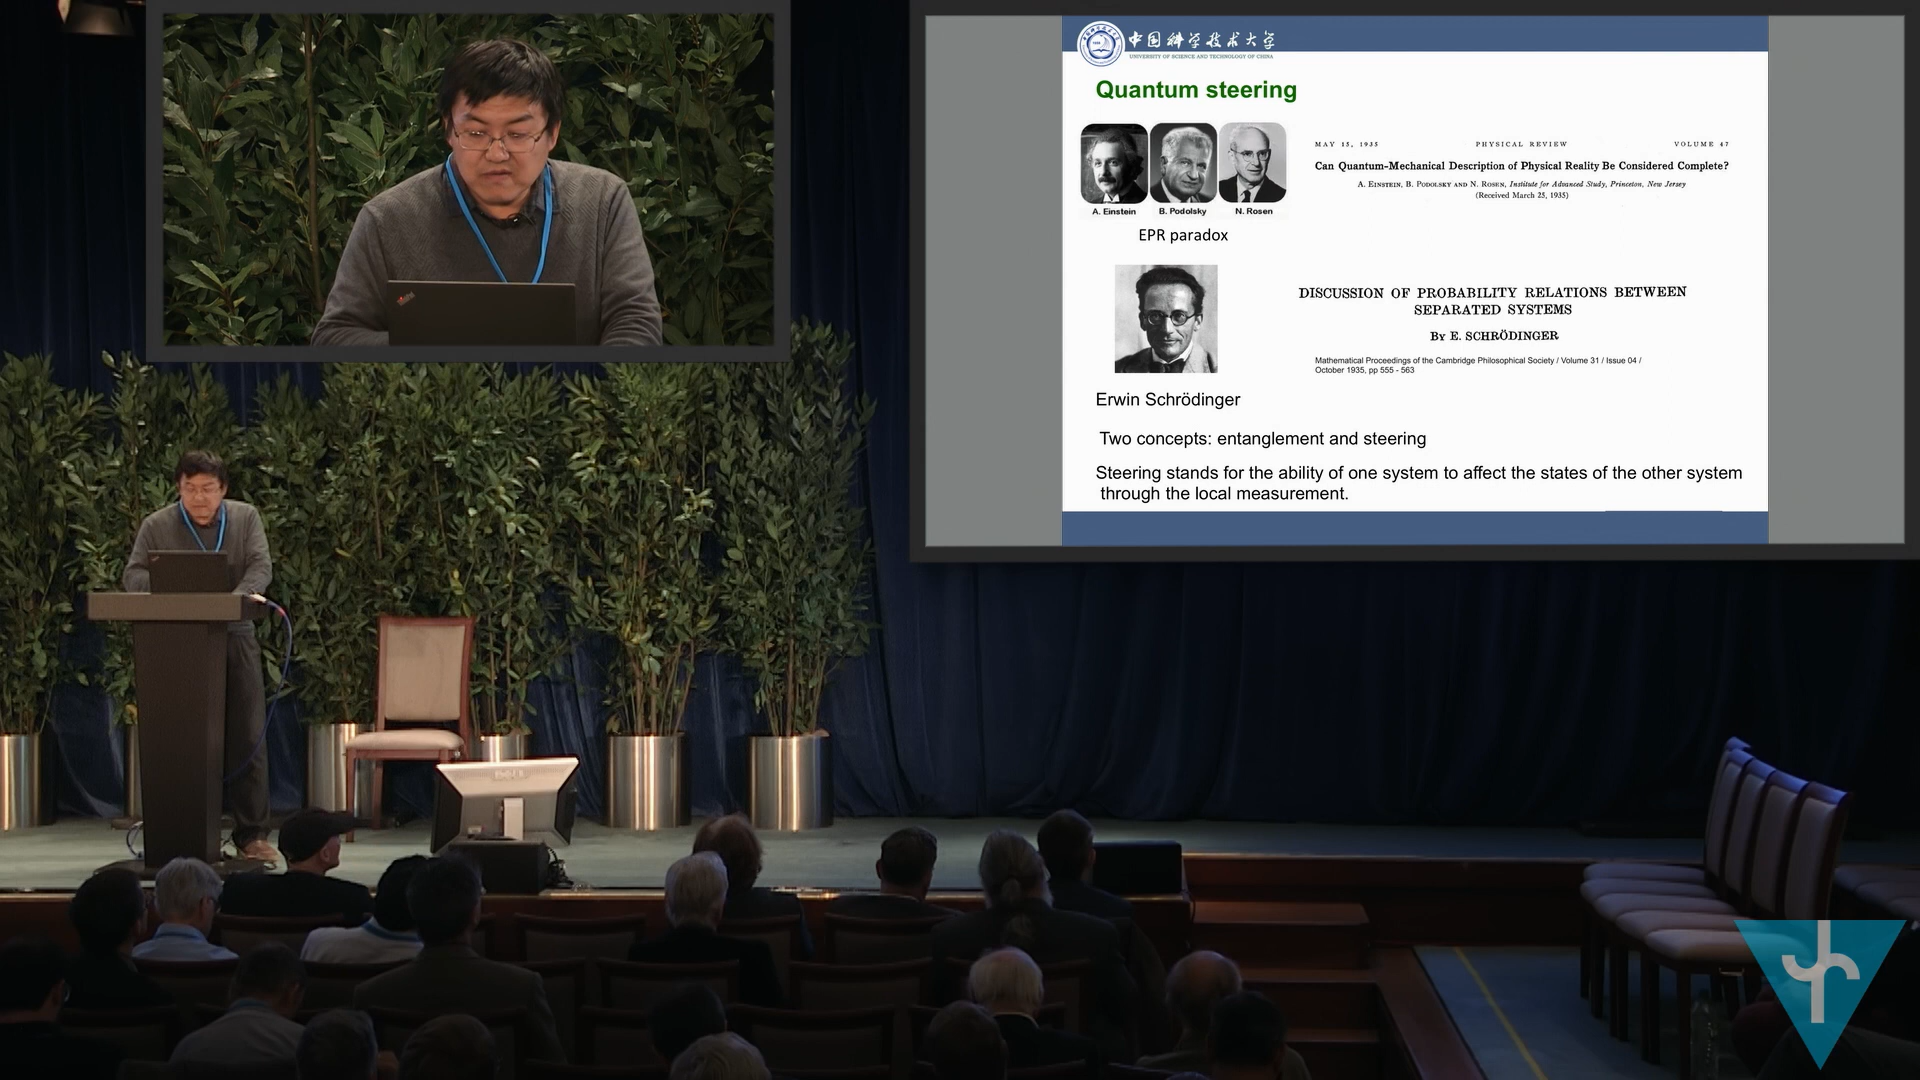 中国科学技术大学
UNIVERSITY OF SCIENCE AND TECHNOLOGY OF CHINA
Quantum steering
A. Einstein B. Podolsky N. Rosen
EPR paradox
MAY 15, 1935 PHYSICAL REVIEW VOLUME 47
Can Quantum-Mechanical Description of Physical Reality Be Considered Complete?
A. EINSTEIN, B. PODOLSKY AND N. ROSEN, Institute for Advanced Study, Princeton, New Jersey
(Received March 25, 1935)
DISCUSSION OF PROBABILITY RELATIONS BETWEEN
SEPARATED SYSTEMS
BY E. SCHRÖDINGER
Mathematical Proceedings of the Cambridge Philosophical Society / Volume 31 / Issue 04 /
October 1935, pp 555 - 563
Erwin Schrödinger
Two concepts: entanglement and steering
Steering stands for the ability of one system to affect the states of the other system
through the local measurement.